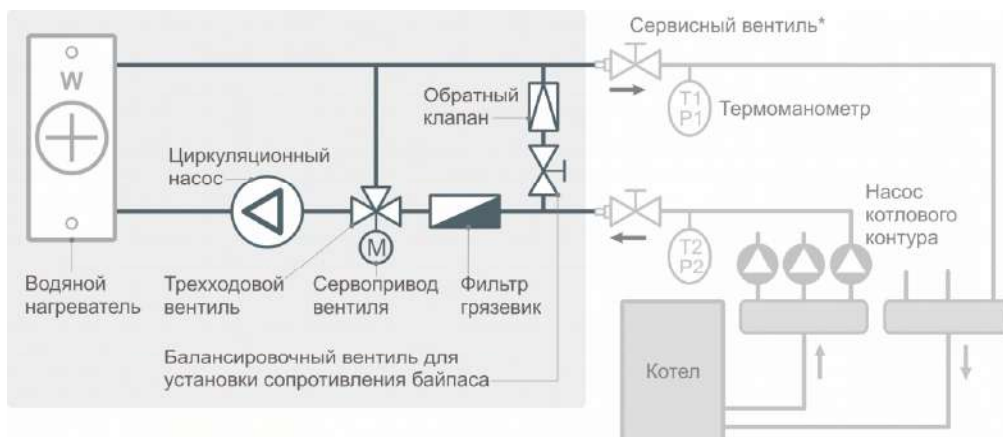 Сервисный вентиль*
W
Обратный
клапан
T1
P1
Термоманометр
Циркуляционный
насос
Насос
котлового
контура
M
T2
P2
Водяной
нагреватель
Трехходовой
вентиль
Сервопривод
вентиля
Фильтр
грязевик
Балансировочный вентиль для
установки сопротивления байпаса
Котел